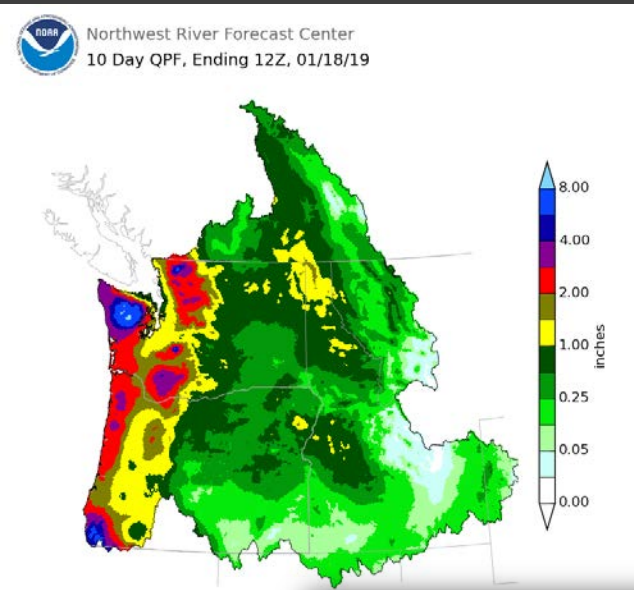 NOAA
Northwest River Forecast Center
10 Day QPF, Ending 12Z, 01/18/19
8.00
4.00
2.00
1.00
0.25
0.05
0.00
inches